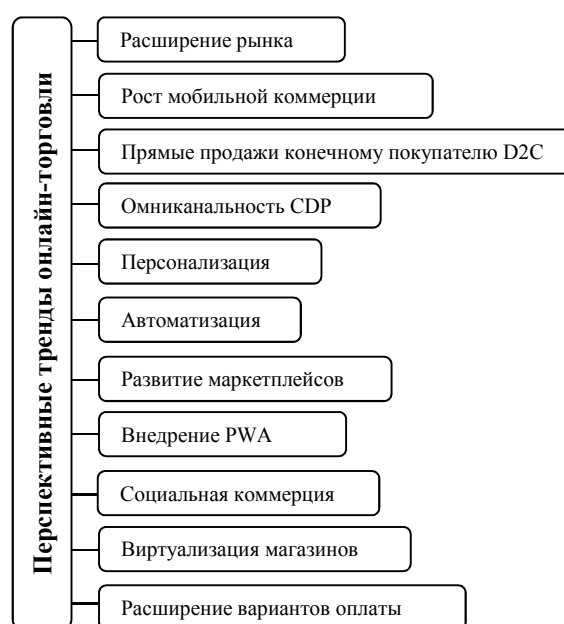 Перспективные тренды онлайн-торговли
Расширение рынка
Рост мобильной коммерции
Прямые продажи конечному покупателю D2C
Омниканальность CDP
Персонализация
Автоматизация
Развитие маркетплейсов
Внедрение PWA
Социальная коммерция
Виртуализация магазинов
Расширение вариантов оплаты